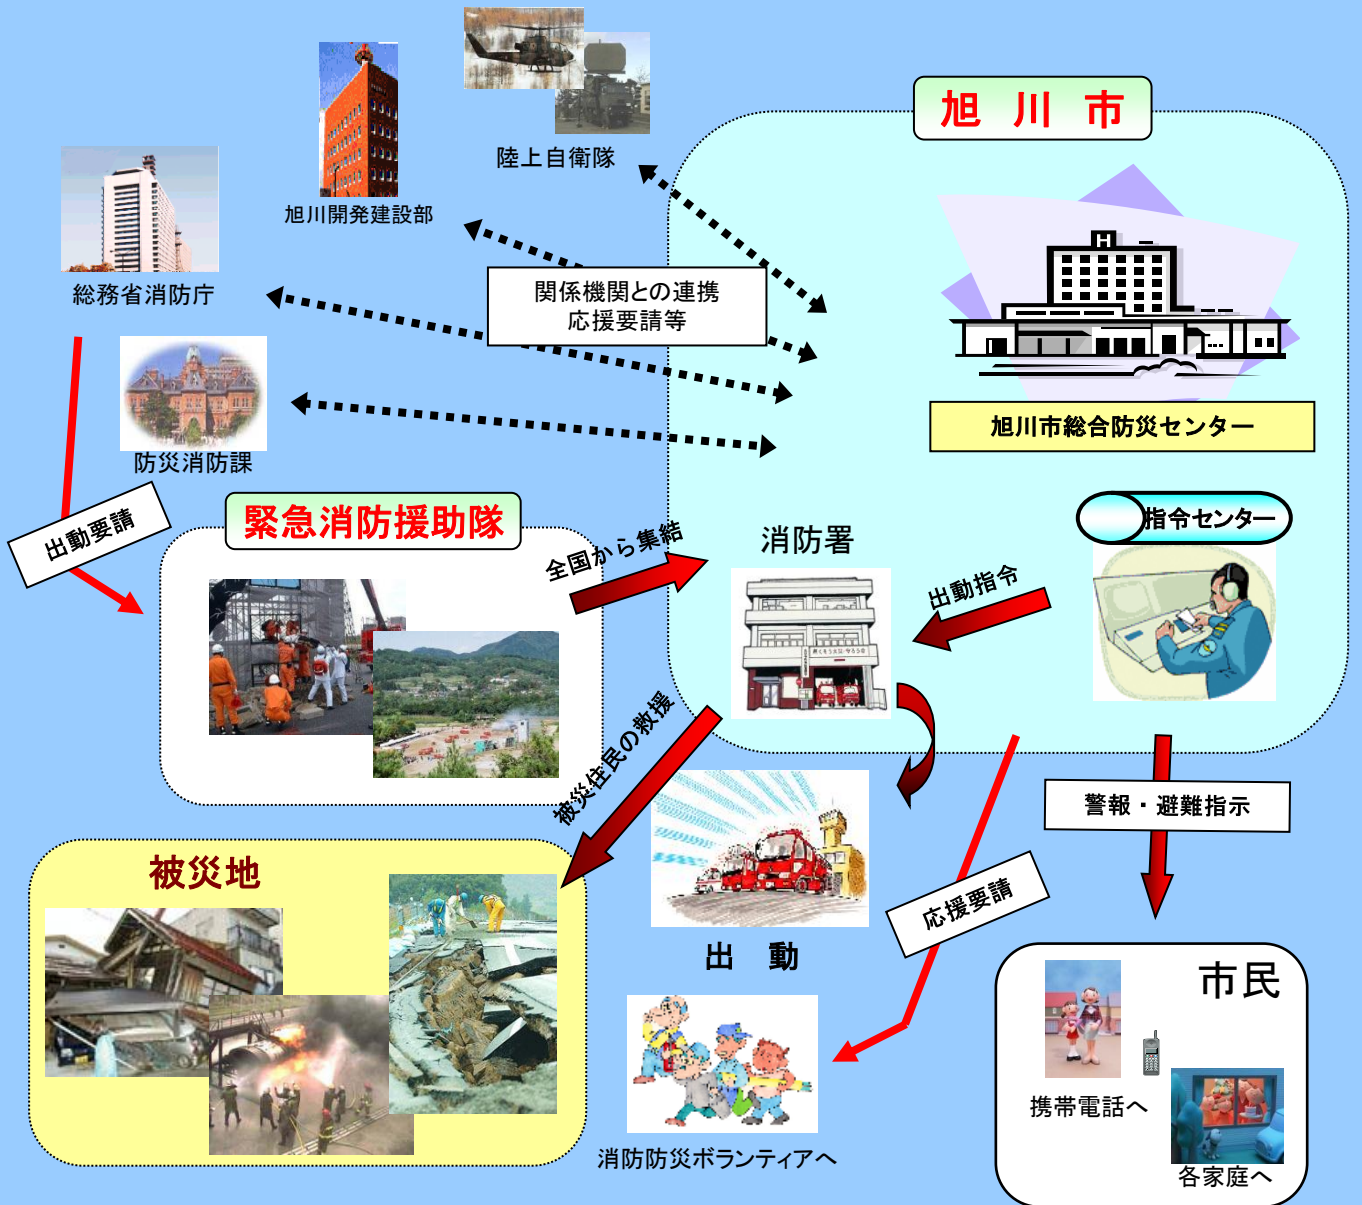 旭 川 市
陸上自衛隊
旭川開発建設部
総務省消防庁
関係機関との連携
応援要請等
旭川市総合防災センター
防災消防課
出動要請
緊急消防援助隊
全国から集結
消防署
指令センター
出動指令
被災住民の救援
警報・避難指示
被災地
応援要請
出 動
市民
携帯電話へ
消防防災ボランティアへ
各家庭へ